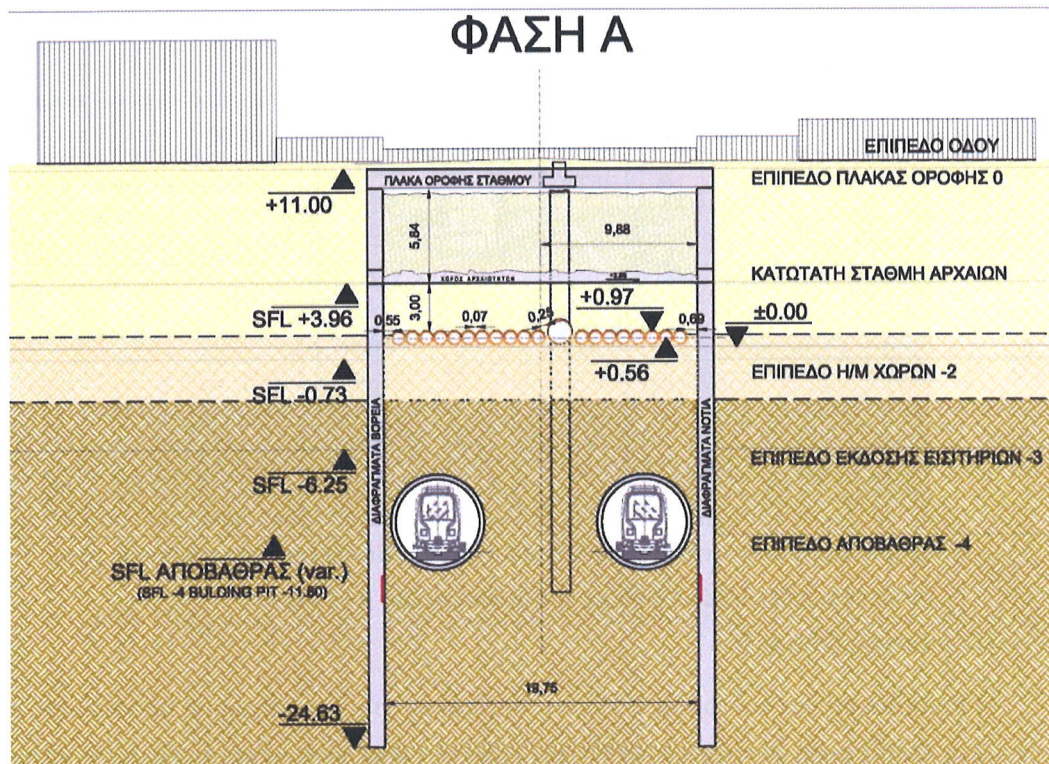 ΦΑΣΗ Α
ΕΠΙΠΕΔΟ ΟΔΟΥ
ΠΛΑΚΑ ΟΡΟΦΗΣ ΣΤΑΘΜΟΥ
ΕΠΙΠΕΔΟ ΠΛΑΚΑΣ ΟΡΟΦΗΣ 0
+11.00
5,84
9,88
ΧΩΡΟΣ ΑΡΧΑΙΟΤΗΤΩΝ
ΚΑΤΩΤΑΤΗ ΣΤΑΘΜΗ ΑΡΧΑΙΩΝ
SFL +3.96
3,00
+0.97
±0.00
0,55
0,07
0,25
0,69
+0.56
ΕΠΙΠΕΔΟ Η/Μ ΧΩΡΩΝ -2
SFL -0.73
ΔΙΑΦΡΑΓΜΑΤΑ ΒΟΡΕΙΑ
ΔΙΑΦΡΑΓΜΑΤΑ ΝΟΤΙΑ
ΕΠΙΠΕΔΟ ΕΚΔΟΣΗΣ ΕΙΣΙΤΗΡΙΩΝ -3
SFL -6.25
ΕΠΙΠΕΔΟ ΑΠΟΒΑΘΡΑΣ -4
SFL ΑΠΟΒΑΘΡΑΣ (var.)
(SFL -4 BULDING PIT -11.80)
19,75
-24.63